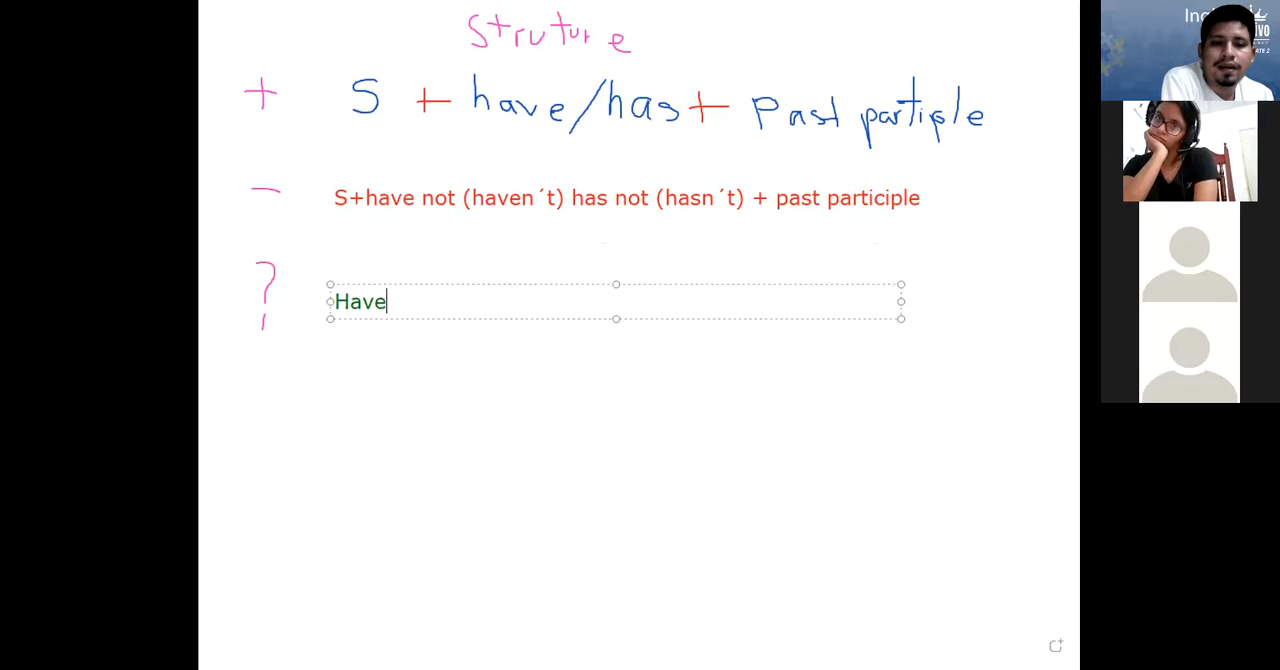 Struture
+ S + have/has + Past partiple
- S+have not (haven´t) has not (hasn´t) + past participle
? Have